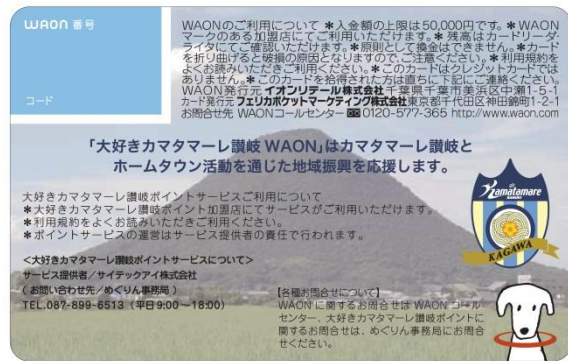 WAON 番号
コード
WAONのご利用について ＊入金額の上限は50,000円です。＊WAON
マークのある加盟店にてご利用いただけます。＊残高はカードリーダ
ライタにてご確認いただけます。＊原則として換金はできません。＊カード
を折り曲げると破損の原因となりますので、ご注意ください。＊利用規約を
よくお読みいただきご利用ください。＊このカードはクレジットカードでは
ありません。＊このカードを拾得された方は直ちに下記にご連絡ください。
WAON発行元 イオンリテール株式会社 千葉県千葉市美浜区中瀬1-5-1
カード発行元 フェリカポケットマーケティング株式会社 東京都千代田区神田錦町1-2-1
お問合せ先 WAONコールセンター 0120-577-365 http://www.waon.com
「大好きカマタマーレ讃岐 WAON」はカマタマーレ讃岐と
ホームタウン活動を通じた地域振興を応援します。
大好きカマタマーレ讃岐ポイントサービスご利用について
＊大好きカマタマーレ讃岐ポイント加盟店にてサービスがご利用いただけます。
＊利用規約をよくお読みいただきご利用ください。
＊ポイントサービスの運営はサービス提供者の責任で行われます。
＜大好きカマタマーレ讃岐ポイントサービスについて＞
サービス提供者／サイテックアイ株式会社
（お問い合わせ先／めぐりん事務局）
TEL.087-899-6513（平日9:00～18:00）
【各種お問合せについて】
WAONに関するお問合せはWAONコール
センター、大好きカマタマーレ讃岐ポイントに
関するお問合せは、めぐりん事務局にお問合
せください。
Kamatamare
SANUKI
KAGAWA